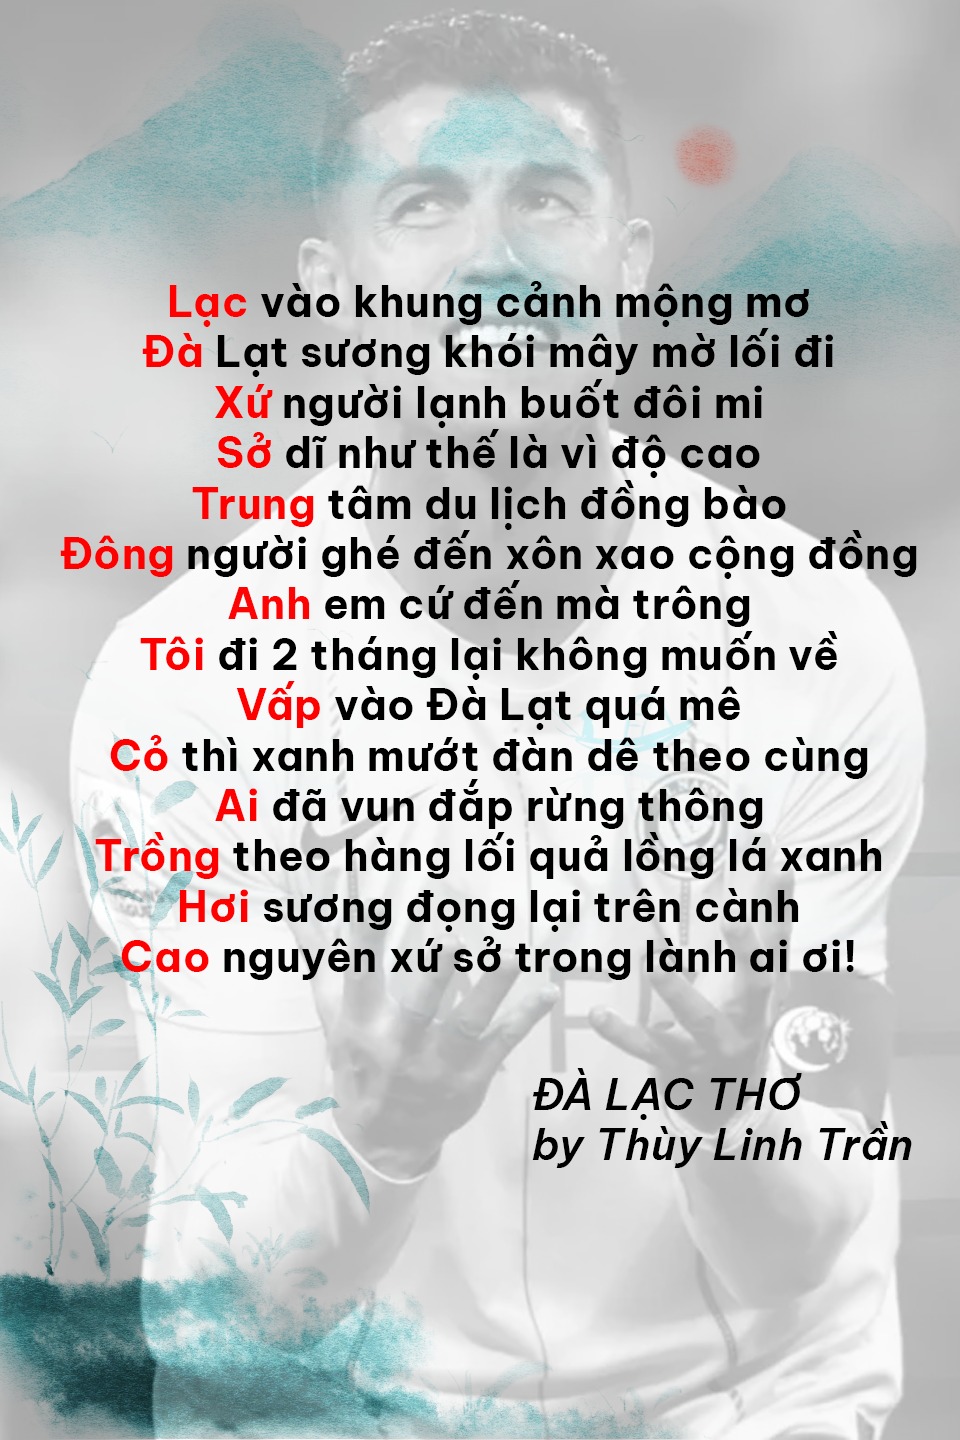 Lạc vào khung cảnh mộng mơ
Đà Lạt sương khói mây mờ lối đi
Xứ người lạnh buốt đôi mi
Sở dĩ như thế là vì độ cao
Trung tâm du lịch đồng bào
Đông người ghé đến xôn xao cộng đồng
Anh em cứ đến mà trông
Tôi đi 2 tháng lại không muốn về
Vấp vào Đà Lạt quá mê
Cỏ thì xanh mướt đàn dê theo cùng
Ai đã vun đắp rừng thông
Trồng theo hàng lối quả lồng lá xanh
Hơi sương đọng lại trên cành
Cao nguyên xứ sở trong lành ai ơi!
ĐÀ LẠC THƠ
by Thùy Linh Trần